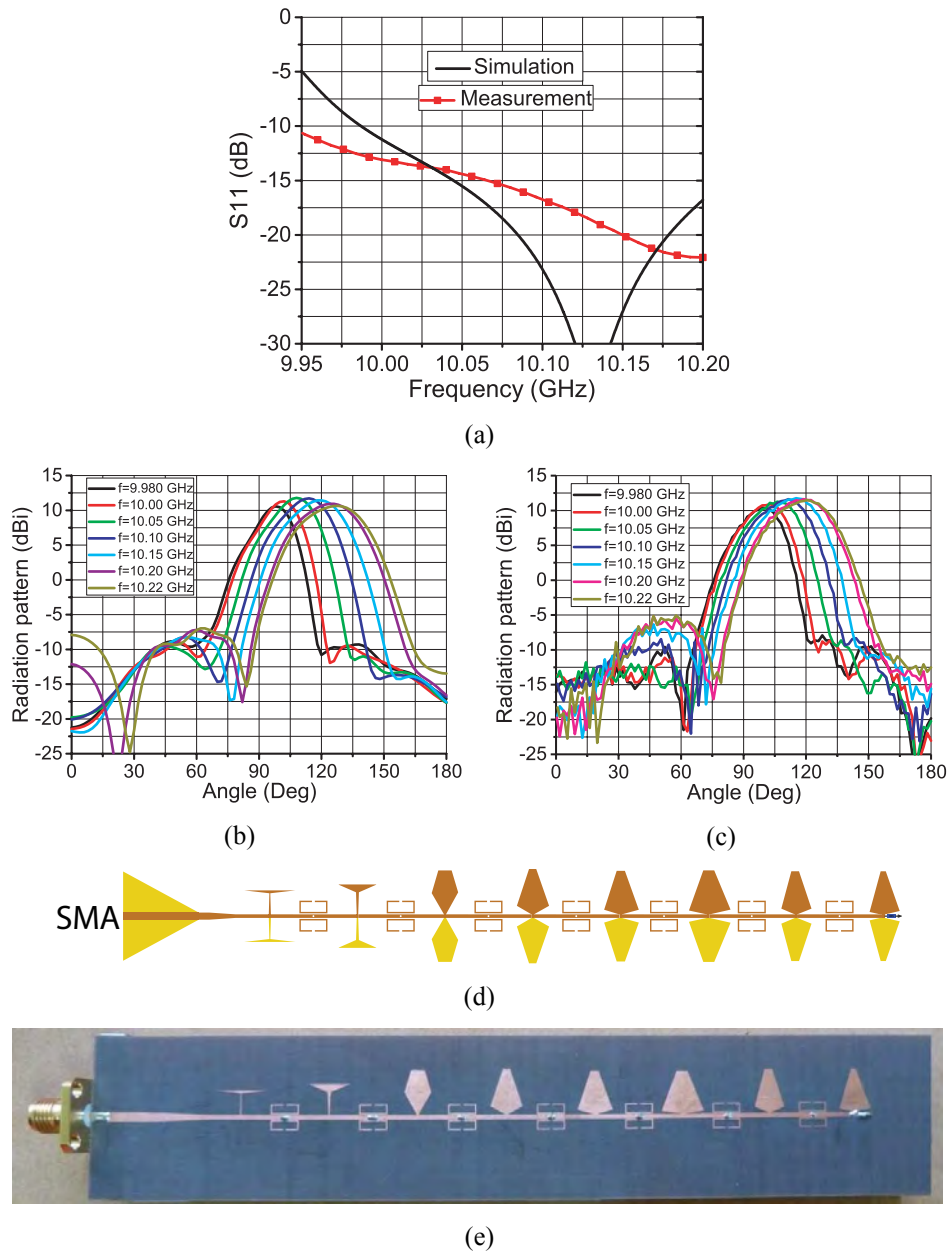 0
-5
-10
-15
-20
-25
-30
S11 (dB)
Simulation
Measurement
9.95 10.00 10.05 10.10 10.15 10.20
Frequency (GHz)
(a)
15
10
5
0
-5
-10
-15
-20
-25
Radiation pattern (dBi)
f=9.980 GHz
f=10.00 GHz
f=10.05 GHz
f=10.10 GHz
f=10.15 GHz
f=10.20 GHz
f=10.22 GHz
0 30 60 90 120 150 180
Angle (Deg)
(b)
15
10
5
0
-5
-10
-15
-20
-25
Radiation pattern (dBi)
f=9.980 GHz
f=10.00 GHz
f=10.05 GHz
f=10.10 GHz
f=10.15 GHz
f=10.20 GHz
f=10.22 GHz
0 30 60 90 120 150 180
Angle (Deg)
(c)
SMA
(d)
(e)